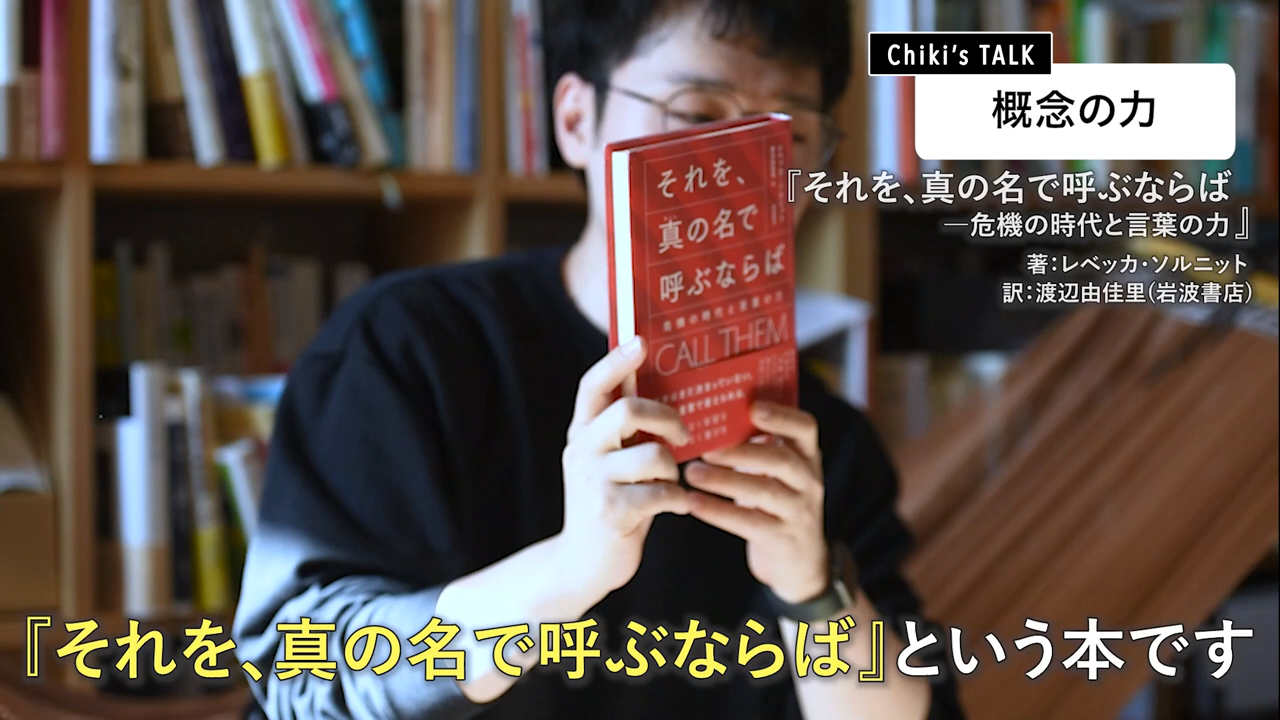 Chiki's TALK
概念の力
『それを、真の名で呼ぶならば
―危機の時代と言葉の力』
著：レベッカ・ソルニット
訳：渡辺由佳里(岩波書店)
それを、
真の名で
呼ぶならば
危機の時代と言葉の力
CALL THEM
『それを、真の名で呼ぶならば』という本です